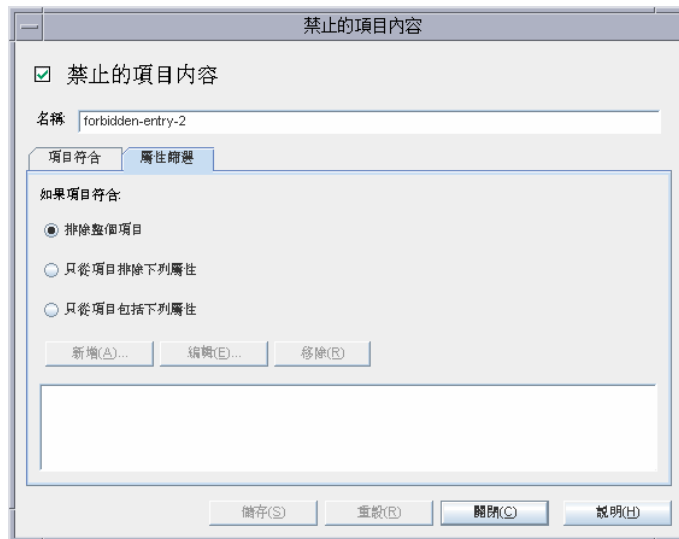 禁止的項目內容
禁止的項目內容
名稱: forbidden-entry-2
項目符合 屬性篩選
如果項目符合:
排除整個項目
只從項目排除下列屬性
只從項目包括下列屬性
新增(A)... 編輯(E)... 移除(R)
儲存(S) 重設(R) 關閉(C) 說明(H)